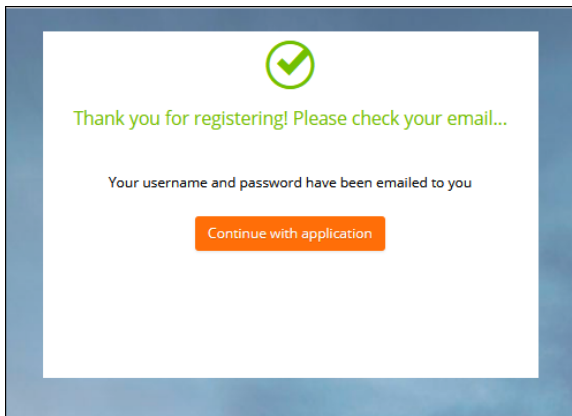 Thank you for registering! Please check your email...
Your username and password have been emailed to you
Continue with application